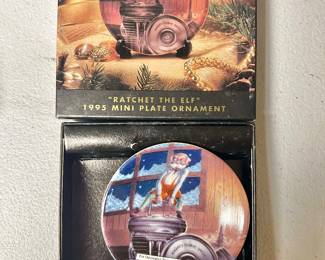 "RATCHET THE ELF"
1995 MINI PLATE ORNAMENT